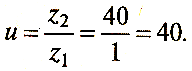 u = z₂/z₁ = 40/1 = 40.